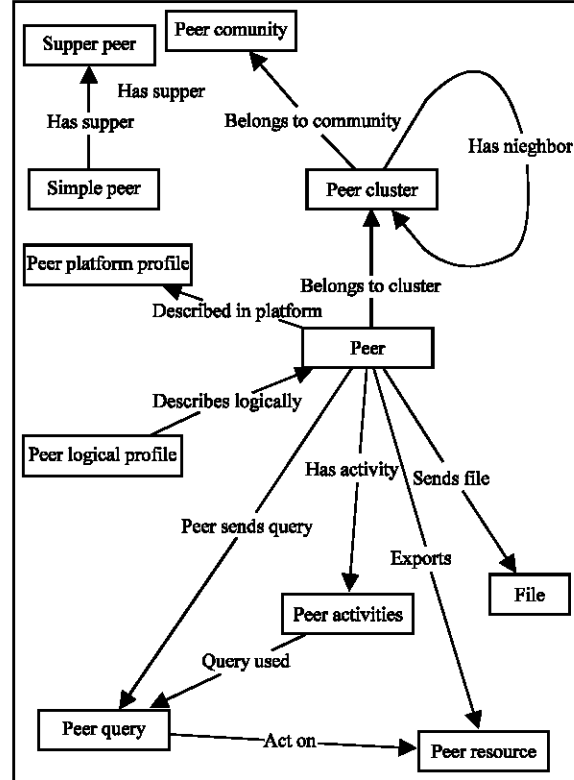 Peer comunity
Supper peer
Has supper
Has supper
Belongs to community
Has nieghbor
Simple peer
Peer cluster
Peer platform profile
Belongs to cluster
Described in platform
Peer
Describes logically
Peer logical profile
Has activity
Sends file
Peer sends query
Exports
Peer activities
File
Query used
Peer query
Act on
Peer resource